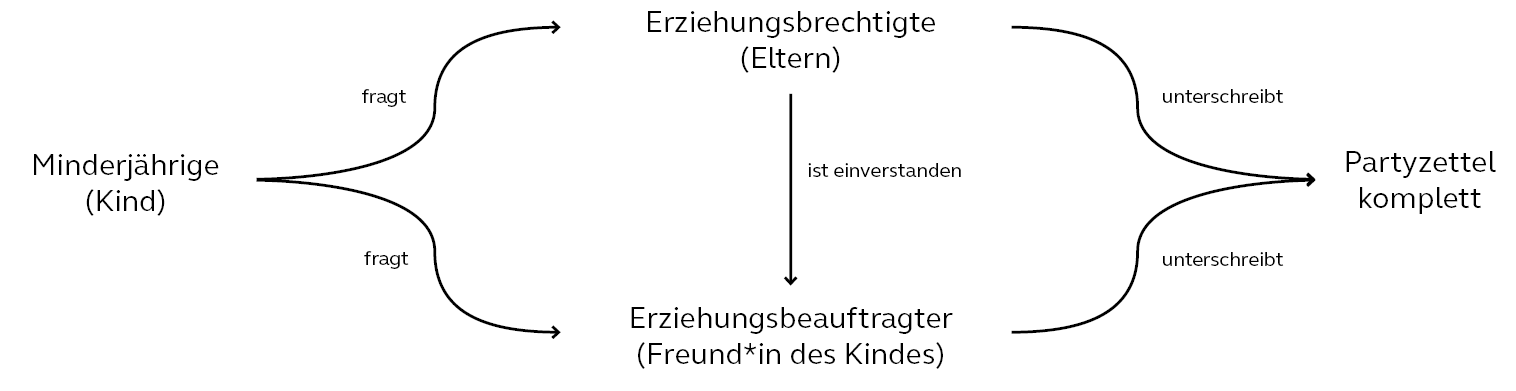 Erziehungsbrechtigte
(Eltern)
fragt
unterschreibt
Minderjährige
(Kind)
ist einverstanden
Partyzettel
komplett
fragt
unterschreibt
Erziehungsbeauftragter
(Freund*in des Kindes)